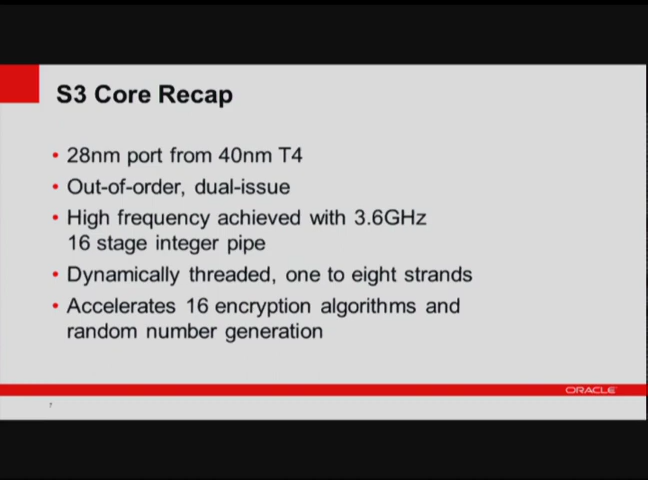 S3 Core Recap
• 28nm port from 40nm T4
• Out-of-order, dual-issue
• High frequency achieved with 3.6GHz
16 stage integer pipe
• Dynamically threaded, one to eight strands
• Accelerates 16 encryption algorithms and
random number generation
ORACLE
7